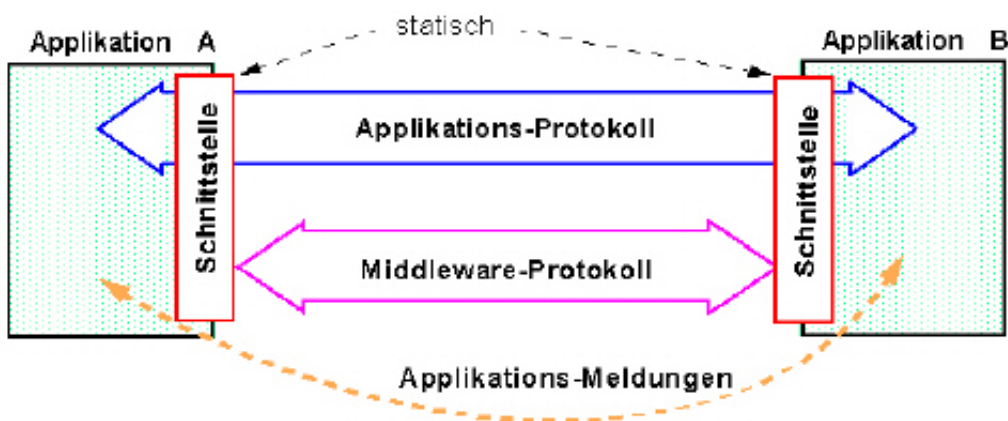 statisch
Applikation A
Applikation B
Schnittstelle
Applikations-Protokoll
Schnittstelle
Middleware-Protokoll
Applikations-Meldungen